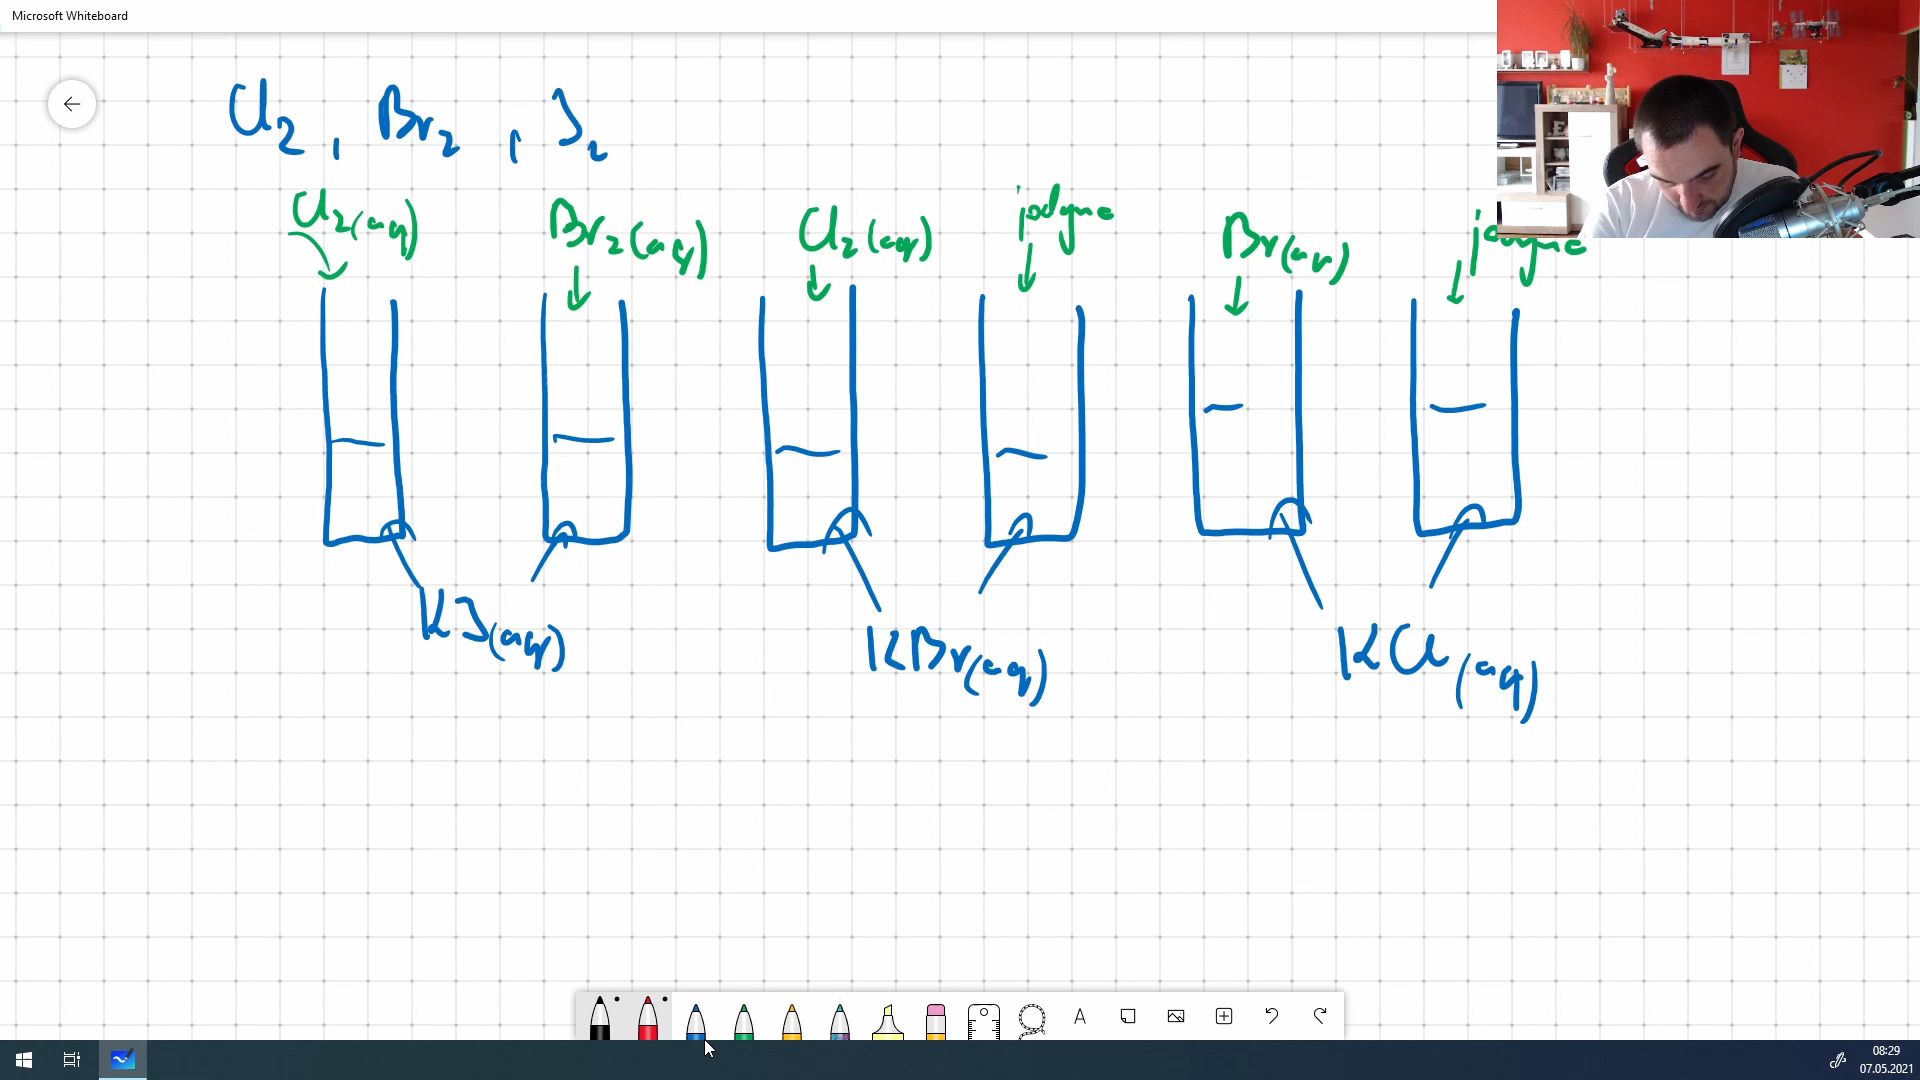 Microsoft Whiteboard
Cl₂ , Br₂ , J₂
Cl₂(aq) Br₂(aq) Cl₂(aq) jodyna Br(aq)
KJ(aq) KBr(aq) KCl(aq)
A
08:29
07.05.2021